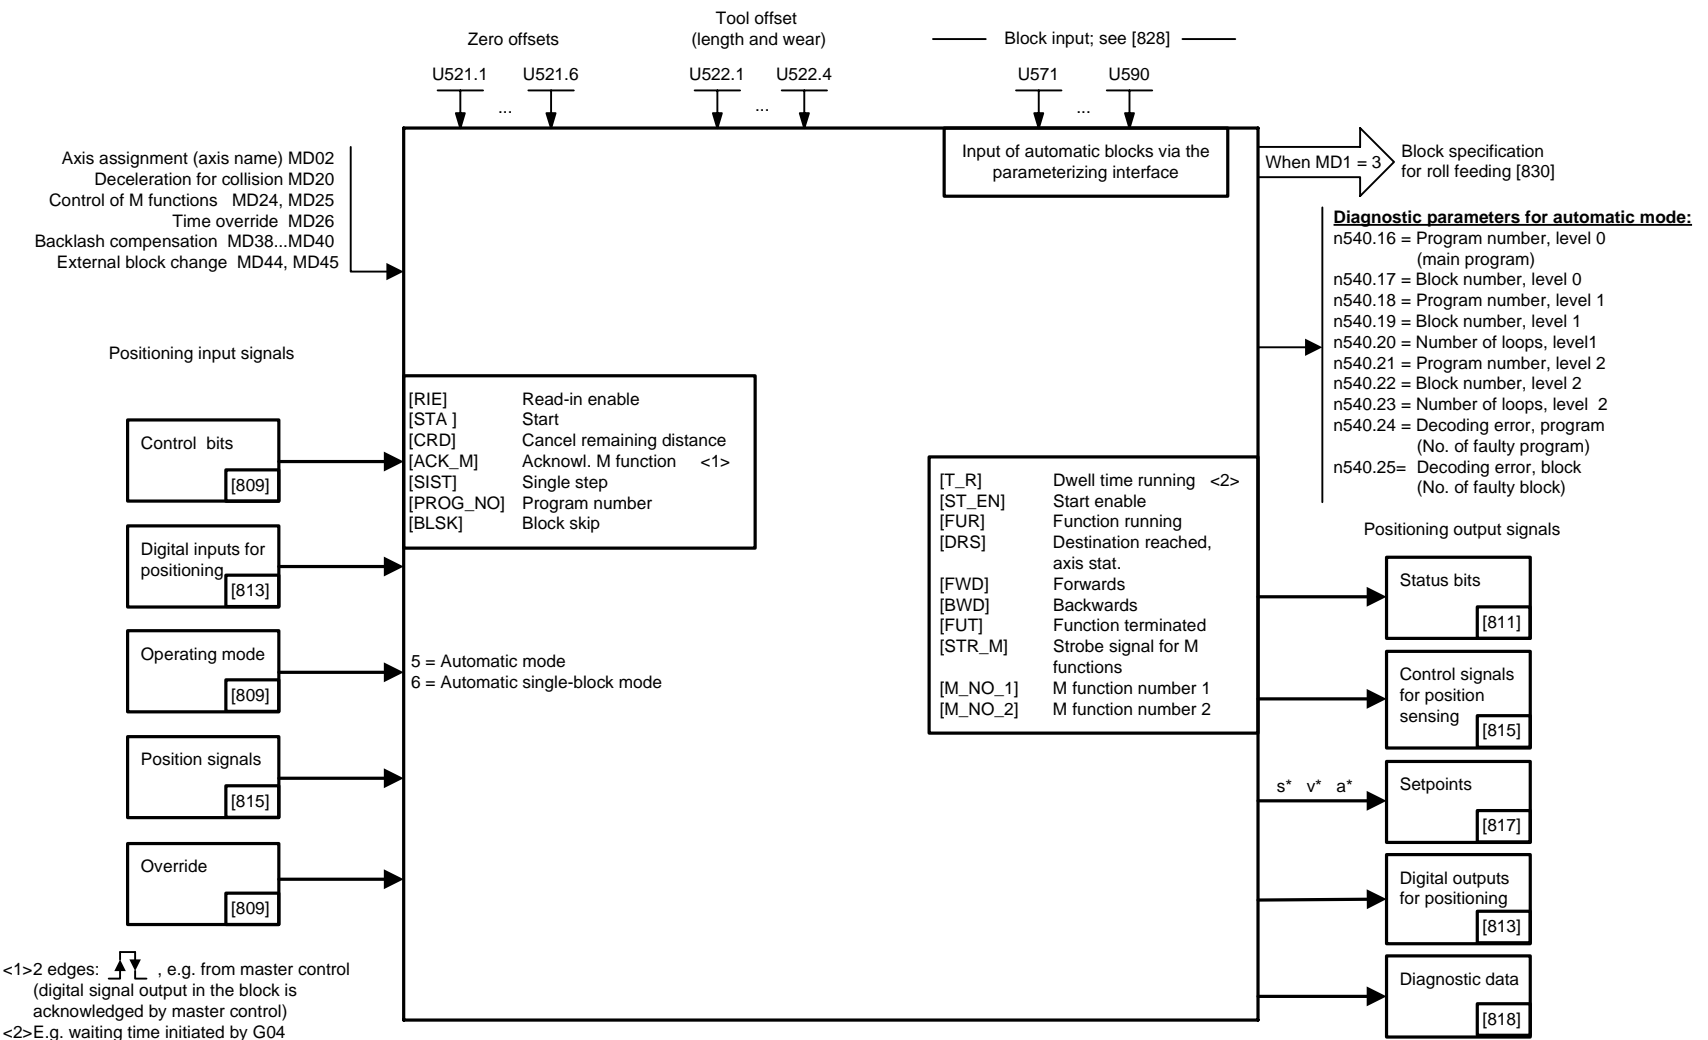 Zero offsets
Tool offset
(length and wear)
Block input; see [828]
U521.1
U521.6
U522.1
U522.4
U571
U590
...
...
...
Axis assignment (axis name) MD02
Deceleration for collision MD20
Control of M functions MD24, MD25
Time override MD26
Backlash compensation MD38...MD40
External block change MD44, MD45
Input of automatic blocks via the
parameterizing interface
When MD1 = 3
Block specification
for roll feeding [830]
Diagnostic parameters for automatic mode:
n540.16 = Program number, level 0
(main program)
n540.17 = Block number, level 0
n540.18 = Program number, level 1
n540.19 = Block number, level 1
n540.20 = Number of loops, level1
n540.21 = Program number, level 2
n540.22 = Block number, level 2
n540.23 = Number of loops, level 2
n540.24 = Decoding error, program
(No. of faulty program)
n540.25= Decoding error, block
(No. of faulty block)
Positioning input signals
Control bits
[809]
Digital inputs for
positioning
[813]
Operating mode
[809]
Position signals
[815]
Override
[809]
[RIE] Read-in enable
[STA ] Start
[CRD] Cancel remaining distance
[ACK_M] Acknowl. M function <1>
[SIST] Single step
[PROG_NO] Program number
[BLSK] Block skip
5 = Automatic mode
6 = Automatic single-block mode
[T_R] Dwell time running <2>
[ST_EN] Start enable
[FUR] Function running
[DRS] Destination reached,
axis stat.
[FWD] Forwards
[BWD] Backwards
[FUT] Function terminated
[STR_M] Strobe signal for M
functions
[M_NO_1] M function number 1
[M_NO_2] M function number 2
Positioning output signals
Status bits
[811]
Control signals
for position
sensing
[815]
s* v* a*
Setpoints
[817]
Digital outputs
for positioning
[813]
Diagnostic data
[818]
<1>2 edges: , e.g. from master control
(digital signal output in the block is
acknowledged by master control)
<2>E.g. waiting time initiated by G04